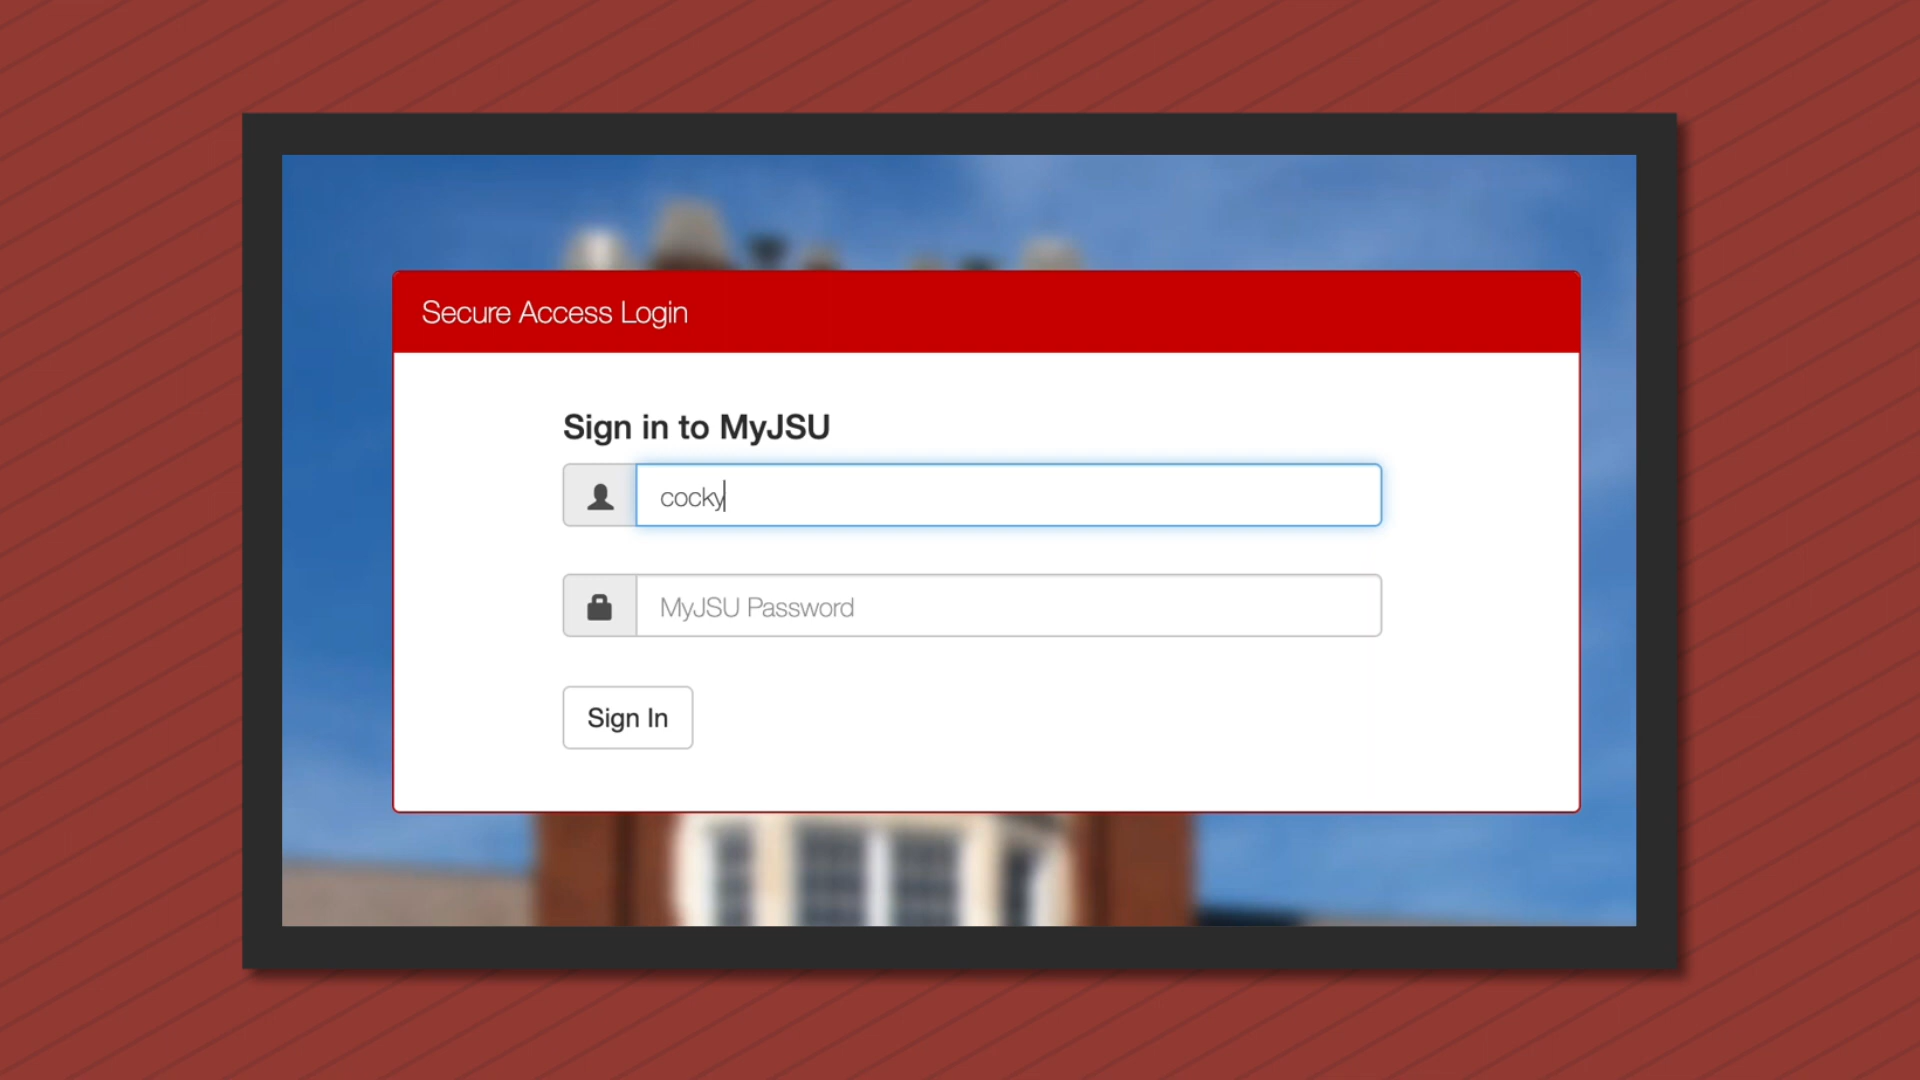 Secure Access Login
Sign in to MyJSU
cocky
MyJSU Password
Sign In